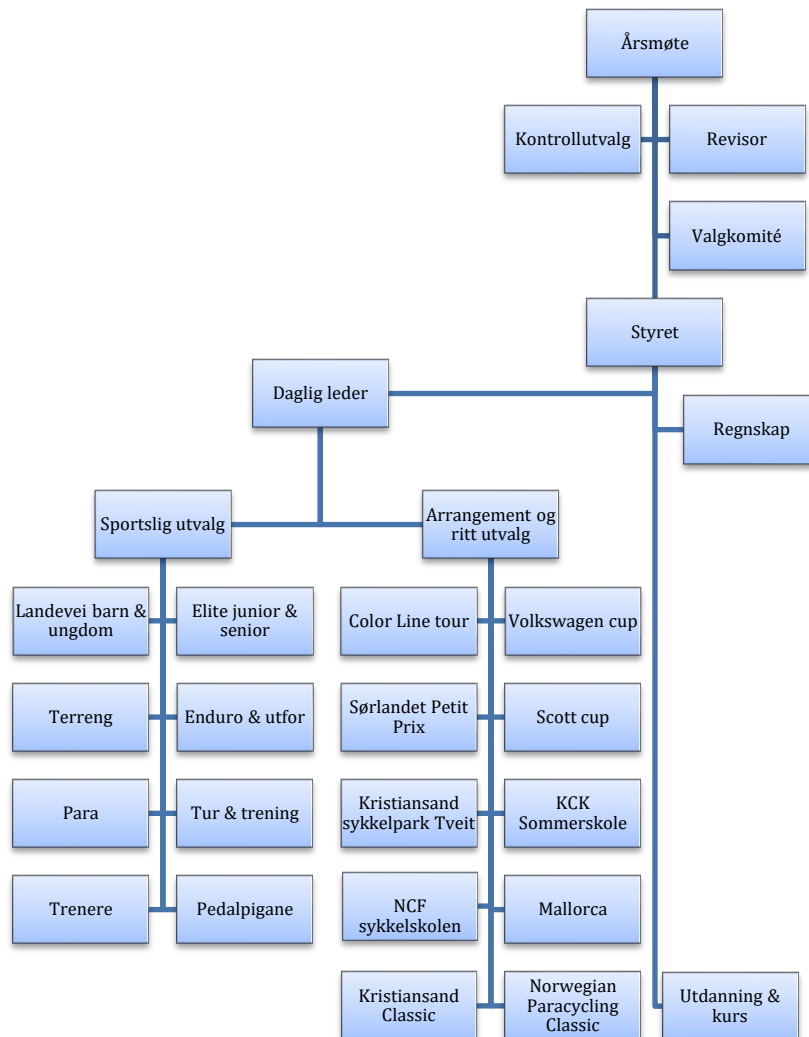 Årsmøte
Kontrollutvalg
Revisor
Valgkomité
Styret
Daglig leder
Regnskap
Sportslig utvalg
Arrangement og
ritt utvalg
Landevei barn &
ungdom
Elite junior &
senior
Color Line tour
Volkswagen cup
Terreng
Enduro & utfor
Sørlandet Petit
Prix
Scott cup
Para
Tur & trening
Kristiansand
sykkelpark Tveit
KCK
Sommerskole
Trenere
Pedalpigane
NCF
sykkelskolen
Mallorca
Kristiansand
Classic
Norwegian
Paracycling
Classic
Utdanning &
kurs